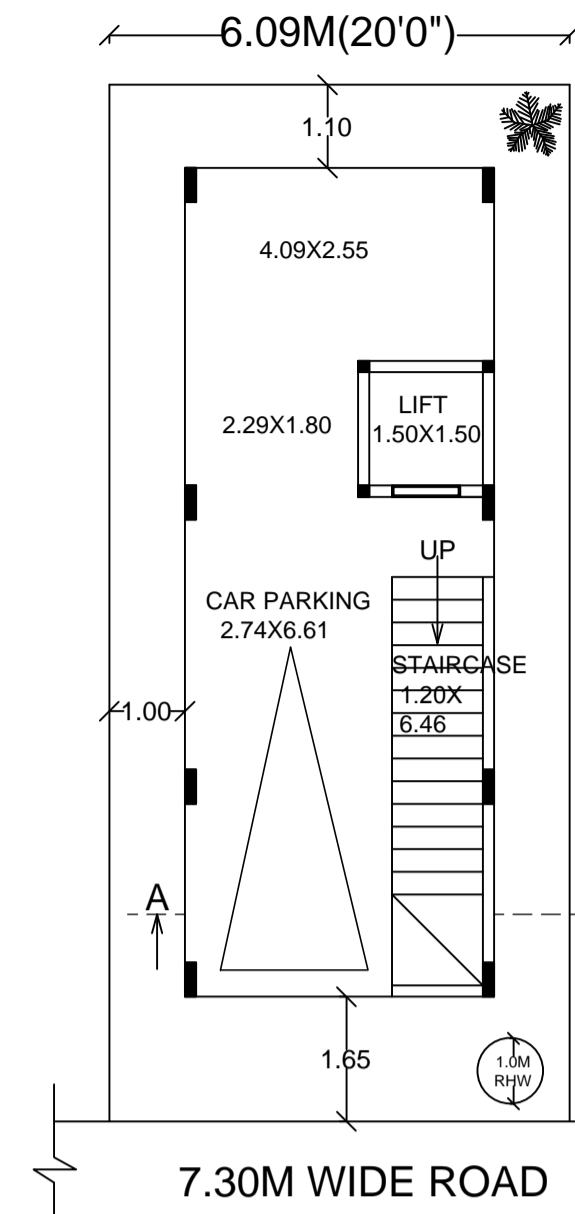 6.09M(20'0")
1.10
4.09X2.55
LIFT
2.29X1.80
1.50X1.50
UP
CAR PARKING
2.74X6.61
STAIRCASE
1.20X
6.46
1.00
A
1.65
1.0M
RHW
7.30M WIDE ROAD